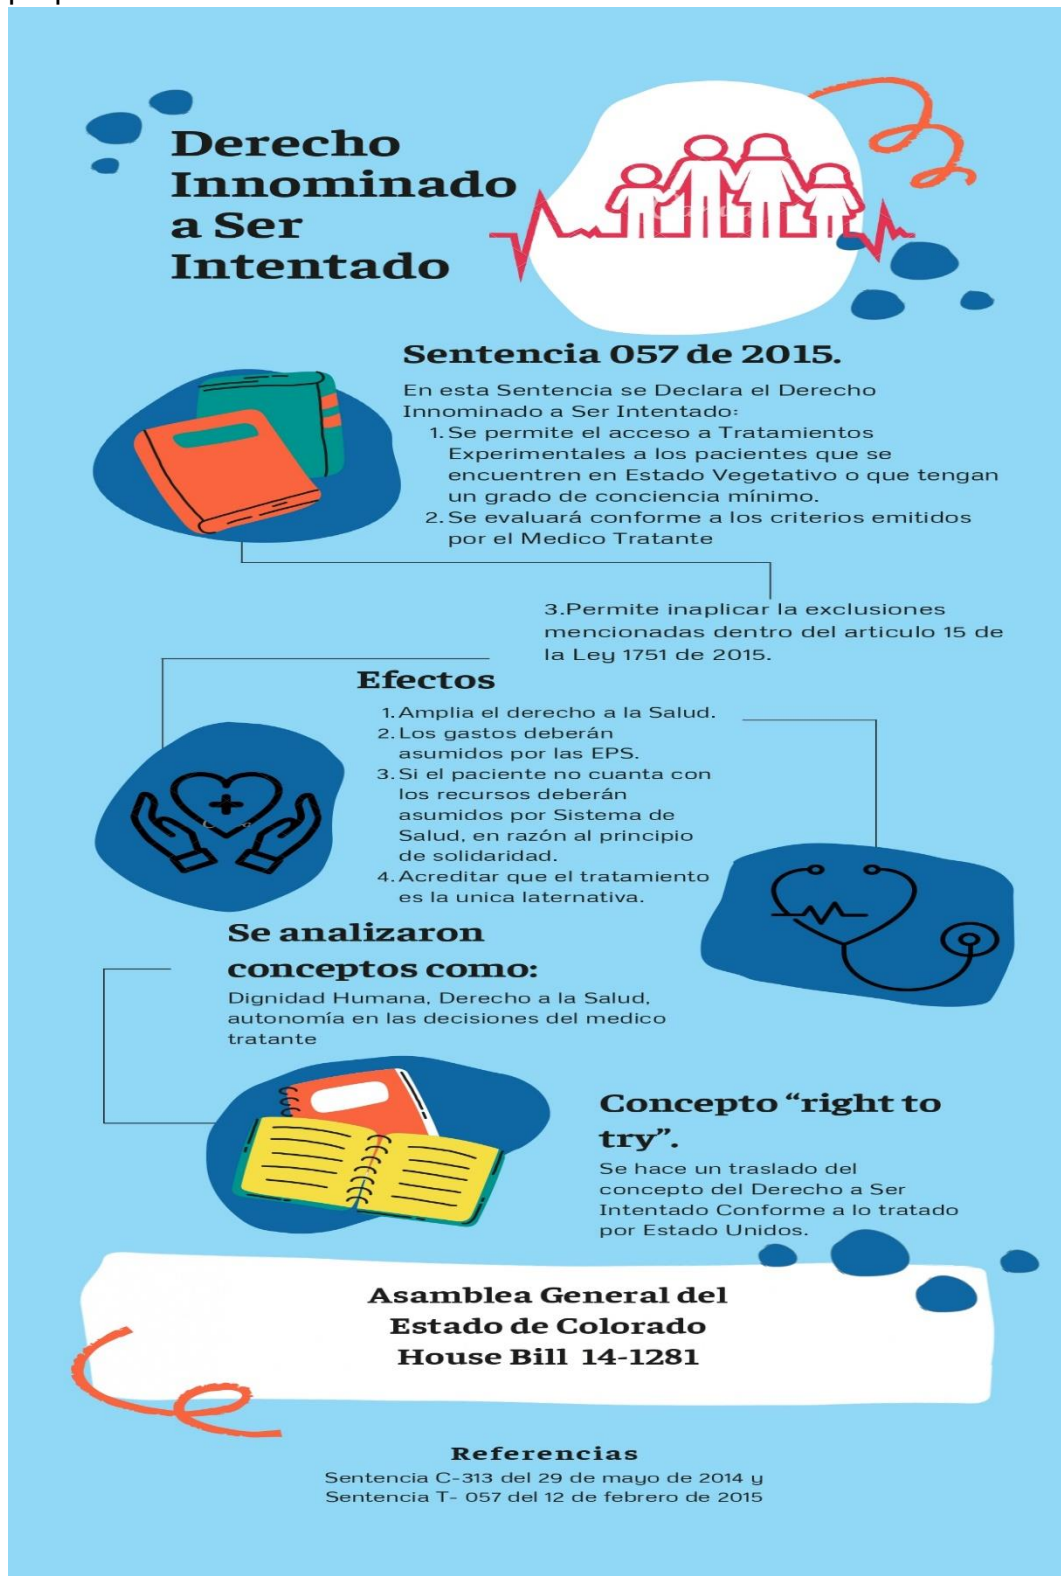 Derecho
Innominado
a Ser
Intentado
Sentencia 057 de 2015.
En esta Sentencia se Declara el Derecho
Innominado a Ser Intentado:
1. Se permite el acceso a Tratamientos
Experimentales a los pacientes que se
encuentren en Estado Vegetativo o que tengan
un grado de conciencia mínimo.
2. Se evaluará conforme a los criterios emitidos
por el Medico Tratante
3.Permite inaplicar la exclusiones
mencionadas dentro del articulo 15 de
la Ley 1751 de 2015.
Efectos
1. Amplia el derecho a la Salud.
2. Los gastos deberán
asumidos por las EPS.
3. Si el paciente no cuanta con
los recursos deberán
asumidos por Sistema de
Salud, en razón al principio
de solidaridad.
4. Acreditar que el tratamiento
es la unica laternativa.
Se analizaron
conceptos como:
Dignidad Humana, Derecho a la Salud,
autonomía en las decisiones del medico
tratante
Concepto “right to
try”.
Se hace un traslado del
concepto del Derecho a Ser
Intentado Conforme a lo tratado
por Estado Unidos.
Asamblea General del
Estado de Colorado
House Bill 14-1281
Referencias
Sentencia C-313 del 29 de mayo de 2014 y
Sentencia T- 057 del 12 de febrero de 2015